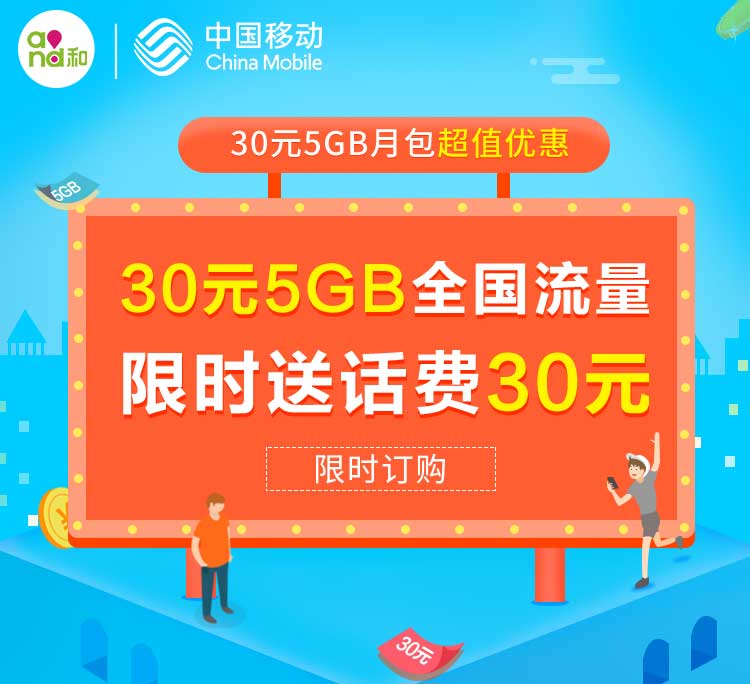 and和
中国移动
China Mobile
30元5GB月包超值优惠
5GB
30元5GB全国流量
限时送话费30元
限时订购
¥
30元